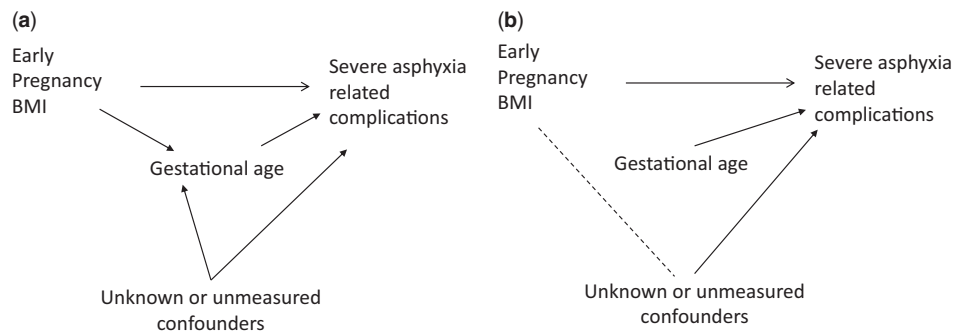 (a)
Early
Pregnancy
BMI
Severe asphyxia
related
complications
Gestational age
Unknown or unmeasured
confounders
(b)
Early
Pregnancy
BMI
Severe asphyxia
related
complications
Gestational age
Unknown or unmeasured
confounders